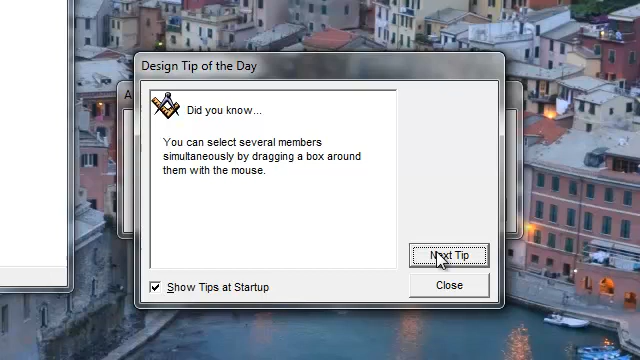 Design Tip of the Day
A
Did you know...
You can select several members
simultaneously by dragging a box around
them with the mouse.
Next Tip
Show Tips at Startup
Close